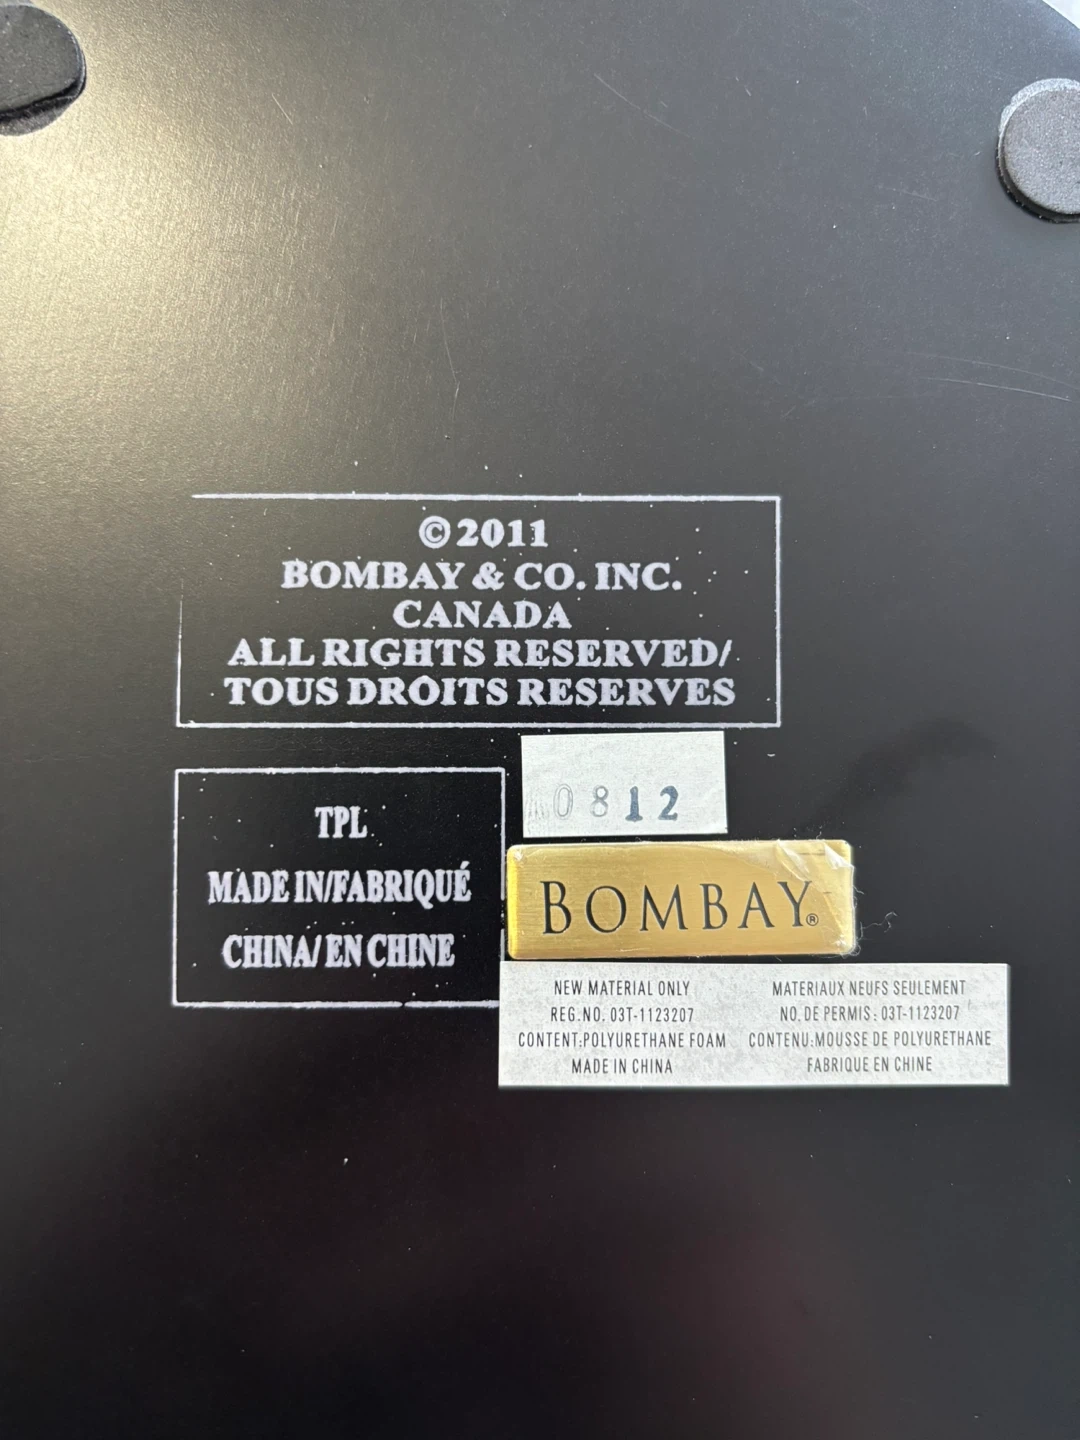 ©2011
BOMBAY & CO. INC.
CANADA
ALL RIGHTS RESERVED/
TOUS DRÔITS RESERVES
TPL
MADE IN/FABRIQUÉ
CHINA/ EN CHINE
0812
BOMBAY®
NEW MATERIAL ONLY
REG.NO. 03T-1123207
CONTENT:POLYURETHANE FOAM
MADE IN CHINA
MATERIAUX NEUFS SEULEMENT
NO. DE PERMIS: 03T-1123207
CONTENU:MOUSSE DE POLYURETHANE
FABRIQUE EN CHINE